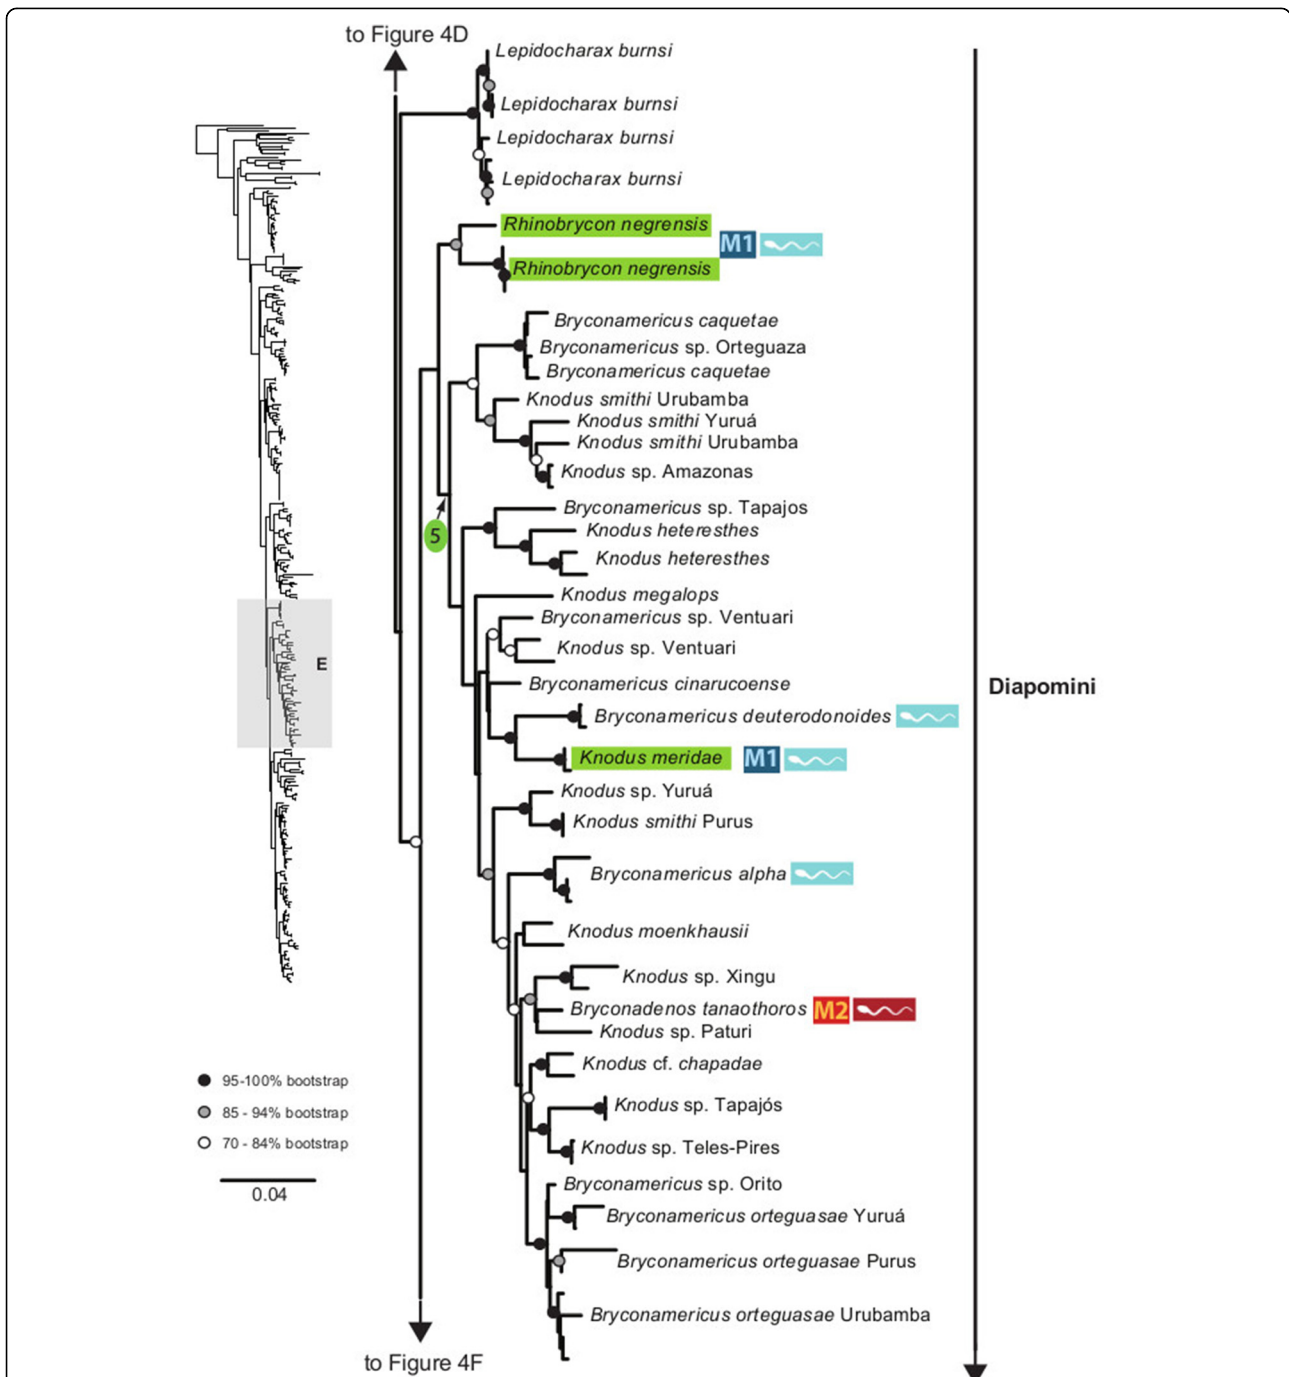 to Figure 4D
Lepidocharax burnsi
Lepidocharax burnsi
Lepidocharax burnsi
Lepidocharax burnsi
Rhinobrycon negrensis
M1
Rhinobrycon negrensis
Bryconamericus caquetae
Bryconamericus sp. Orteguaza
Bryconamericus caquetae
Knodus smithi Urubamba
Knodus smithi Yuruá
Knodus smithi Urubamba
Knodus sp. Amazonas
Bryconamericus sp. Tapajos
5
Knodus heteresthes
Knodus heteresthes
Knodus megalops
Bryconamericus sp. Ventuari
Knodus sp. Ventuari
E
Bryconamericus cinarucoense
Diapomini
Bryconamericus deuterodonoides
Knodus meridae M1
Knodus sp. Yuruá
Knodus smithi Purus
Bryconamericus alpha
Knodus moenkhausii
Knodus sp. Xingu
Bryconadenos tanaothoros M2
Knodus sp. Paturi
Knodus cf. chapadae
Knodus sp. Tapajós
Knodus sp. Teles-Pires
Bryconamericus sp. Orito
Bryconamericus orteguasae Yuruá
Bryconamericus orteguasae Purus
Bryconamericus orteguasae Urubamba
95-100% bootstrap
85 - 94% bootstrap
70 - 84% bootstrap
0.04
to Figure 4F